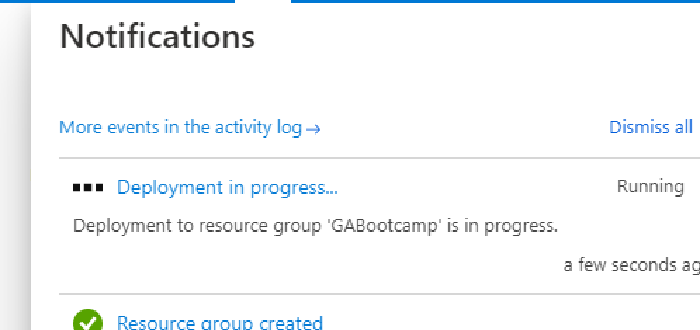 Notifications
More events in the activity log → Dismiss all
Deployment in progress... Running
Deployment to resource group 'GABootcamp' is in progress.
a few seconds ag
Resource group created